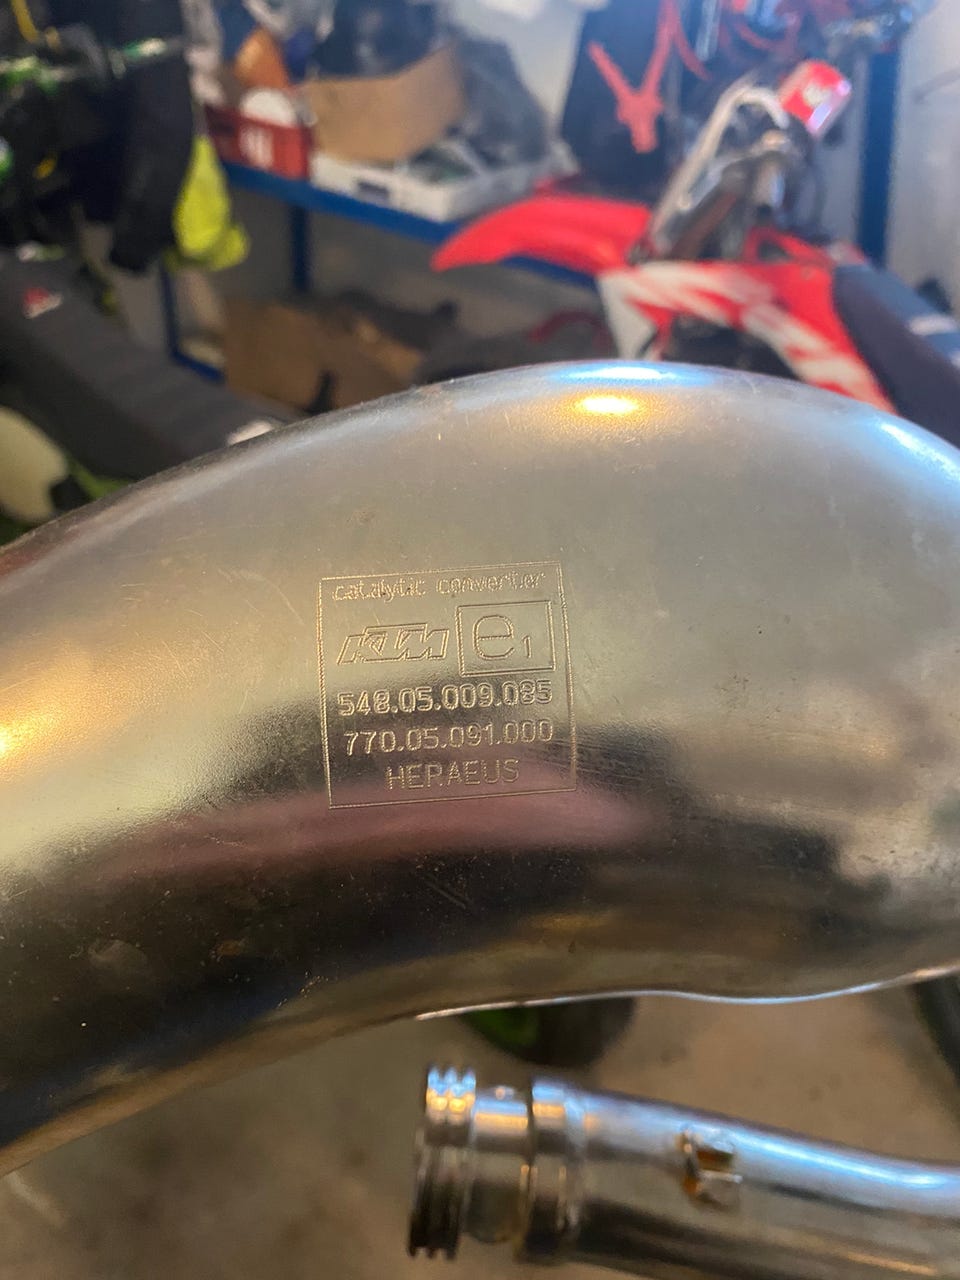 catalytic converter
KTM e1
548.05.009.085
770.05.091.000
HERAEUS